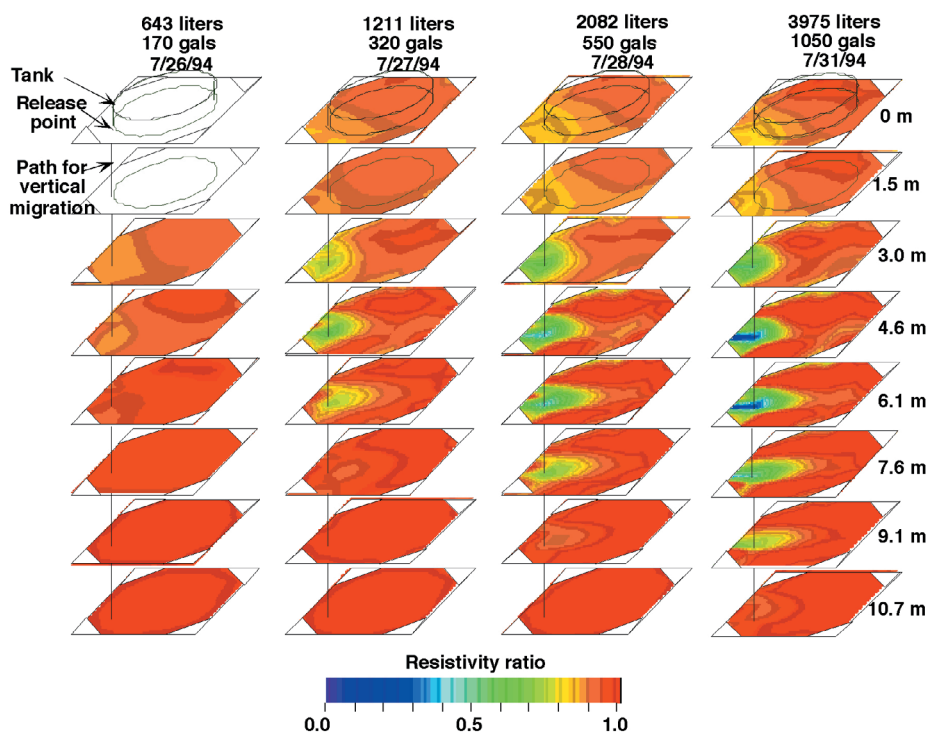 643 liters
170 gals
7/26/94
1211 liters
320 gals
7/27/94
2082 liters
550 gals
7/28/94
3975 liters
1050 gals
7/31/94
Tank
Release
point
0 m
Path for
vertical
migration
1.5 m
3.0 m
4.6 m
6.1 m
7.6 m
9.1 m
10.7 m
Resistivity ratio
0.0 0.5 1.0